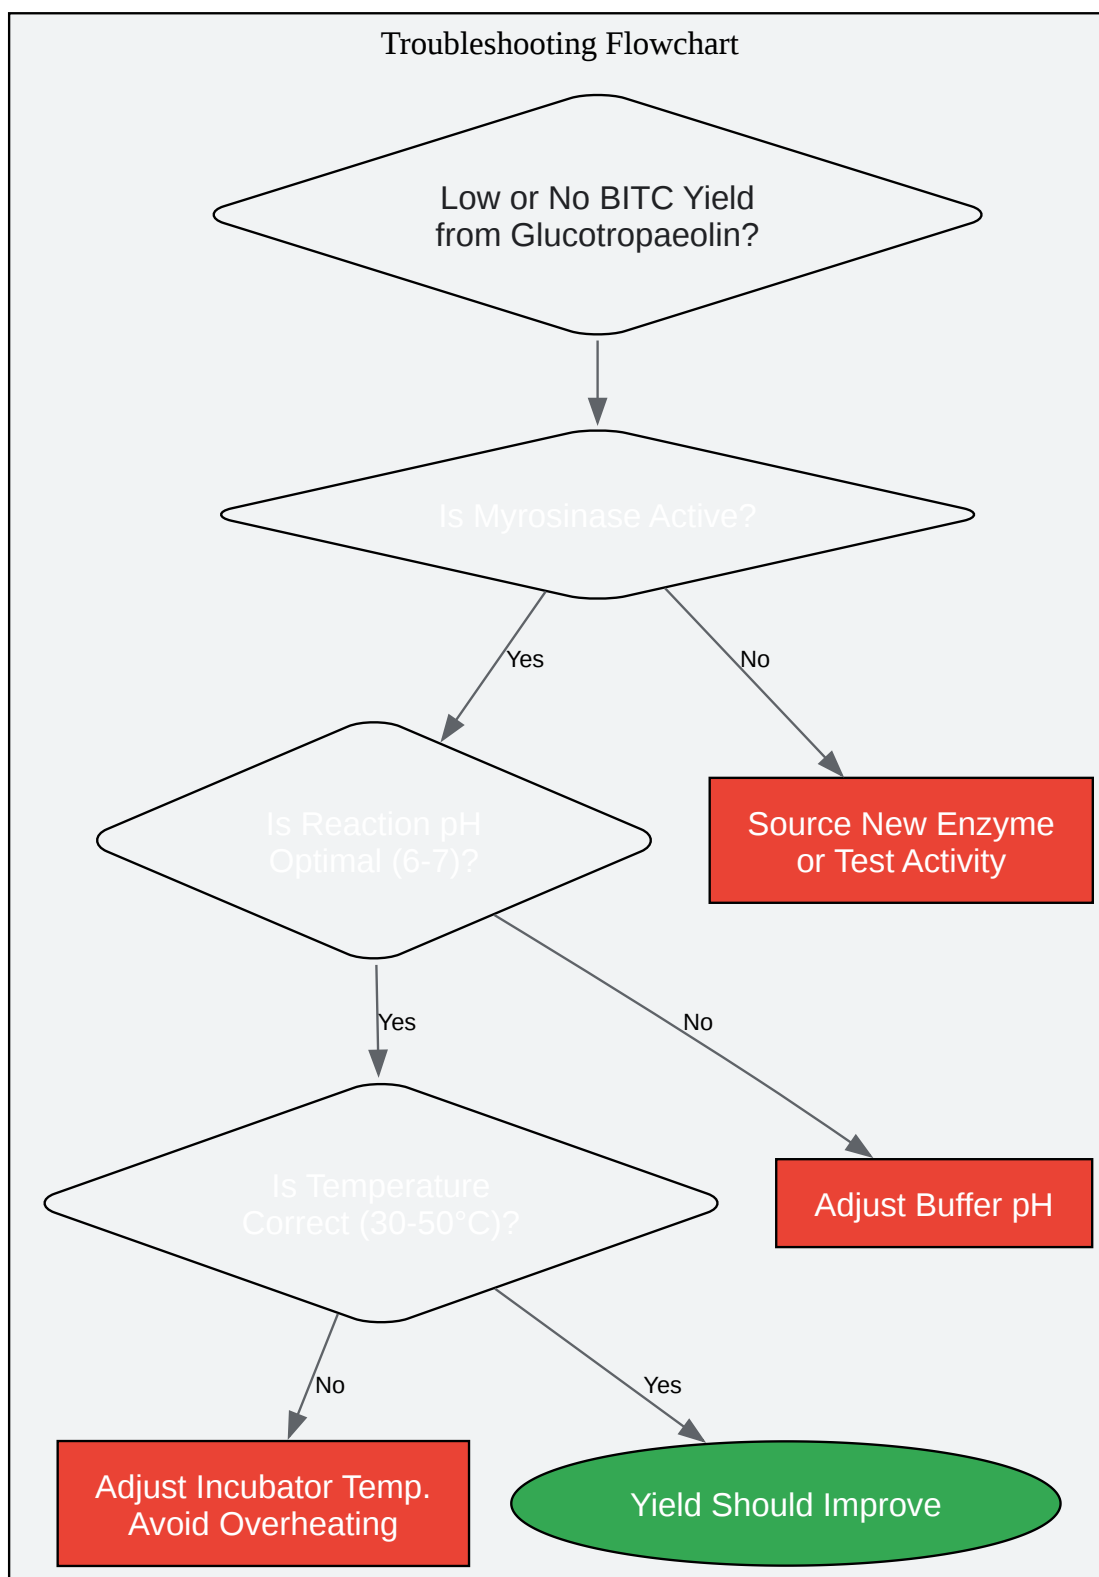 Troubleshooting Flowchart
Low or No BITC Yield
from Glucotropaeolin?
Is Myrosinase Active?
Yes
No
Is Reaction pH
Optimal (6-7)?
Source New Enzyme
or Test Activity
Yes
No
Is Temperature
Correct (30-50°C)?
Adjust Buffer pH
No
Yes
Adjust Incubator Temp.
Avoid Overheating
Yield Should Improve